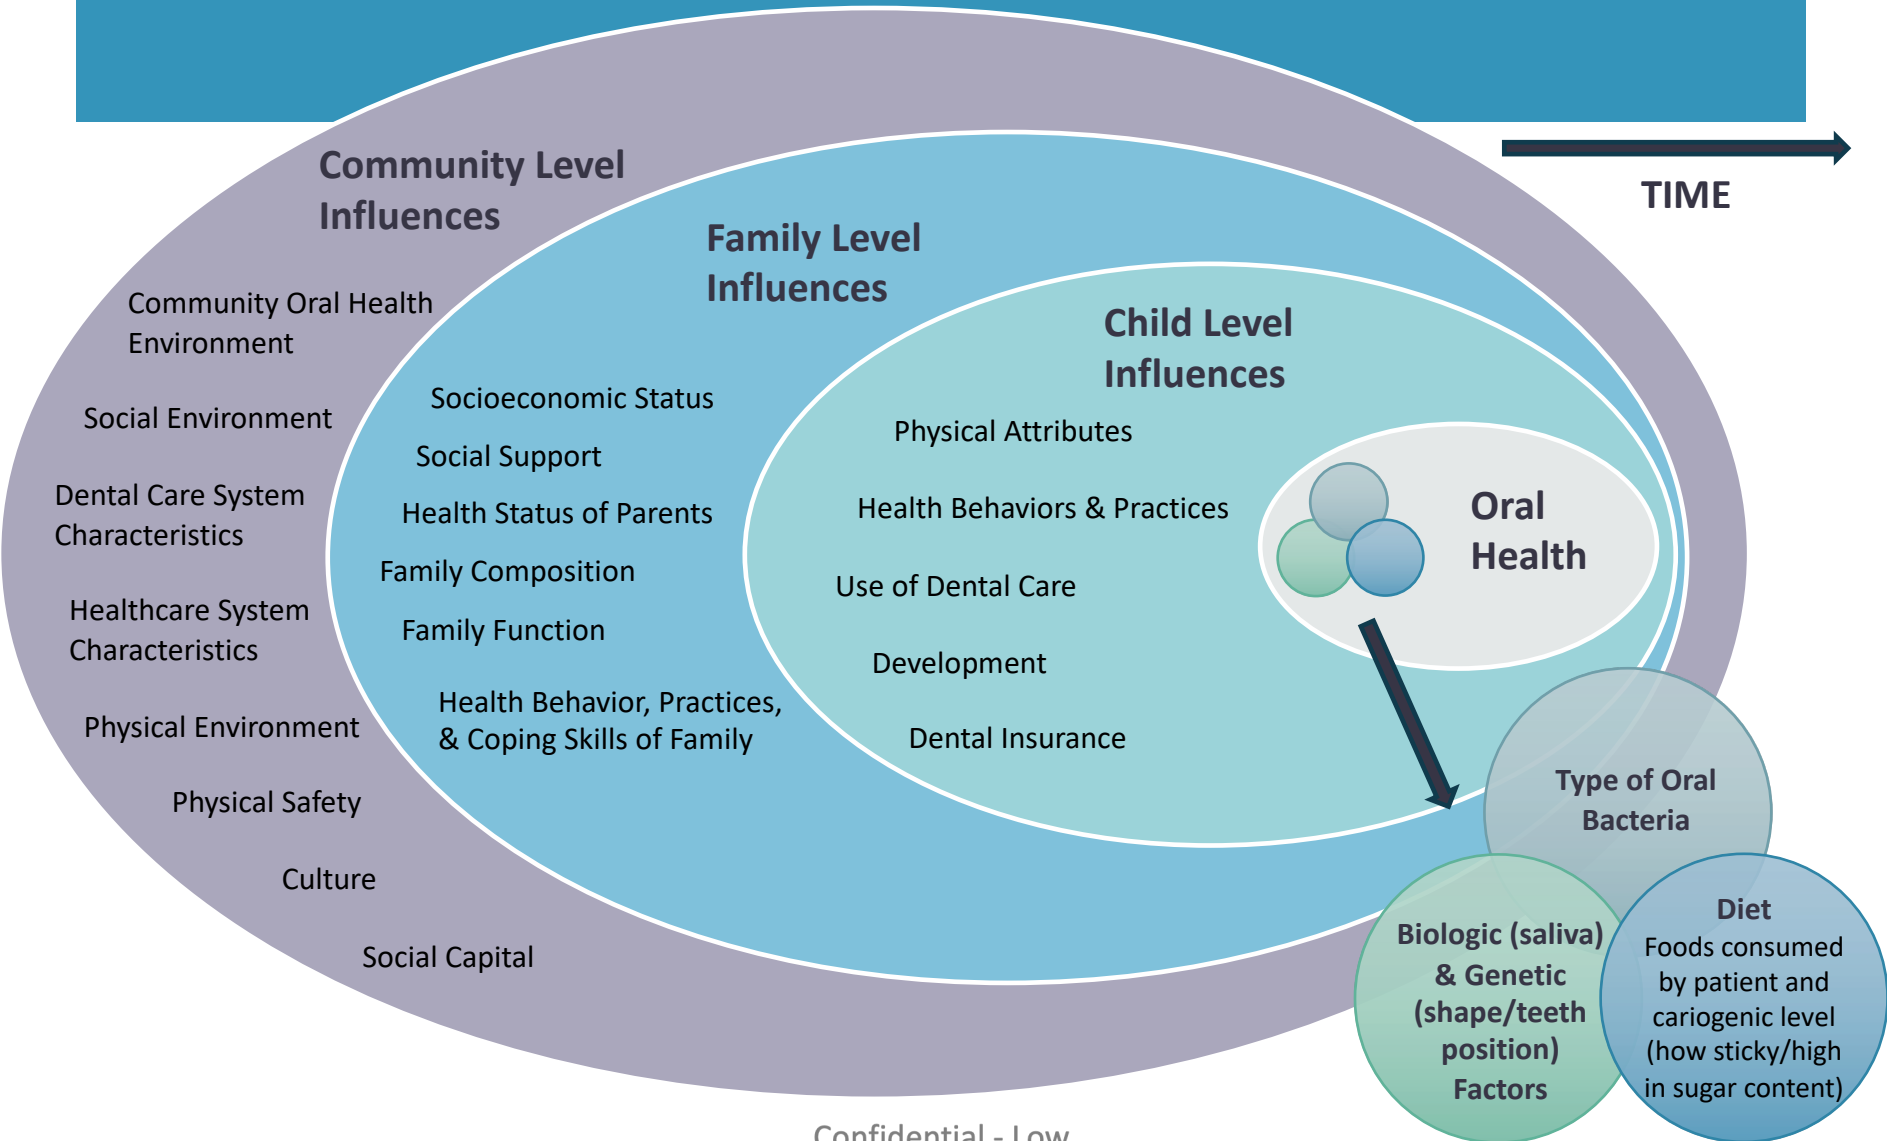 Community Level
Influences
Community Oral Health
Environment
Social Environment
Dental Care System
Characteristics
Healthcare System
Characteristics
Physical Environment
Physical Safety
Culture
Social Capital
Family Level
Influences
Socioeconomic Status
Social Support
Health Status of Parents
Family Composition
Family Function
Health Behavior, Practices,
& Coping Skills of Family
Child Level
Influences
Physical Attributes
Health Behaviors & Practices
Use of Dental Care
Development
Dental Insurance
Oral
Health
TIME
Type of Oral
Bacteria
Biologic (saliva)
& Genetic
(shape/teeth
position)
Factors
Diet
Foods consumed
by patient and
cariogenic level
(how sticky/high
in sugar content)
Confidential - Low